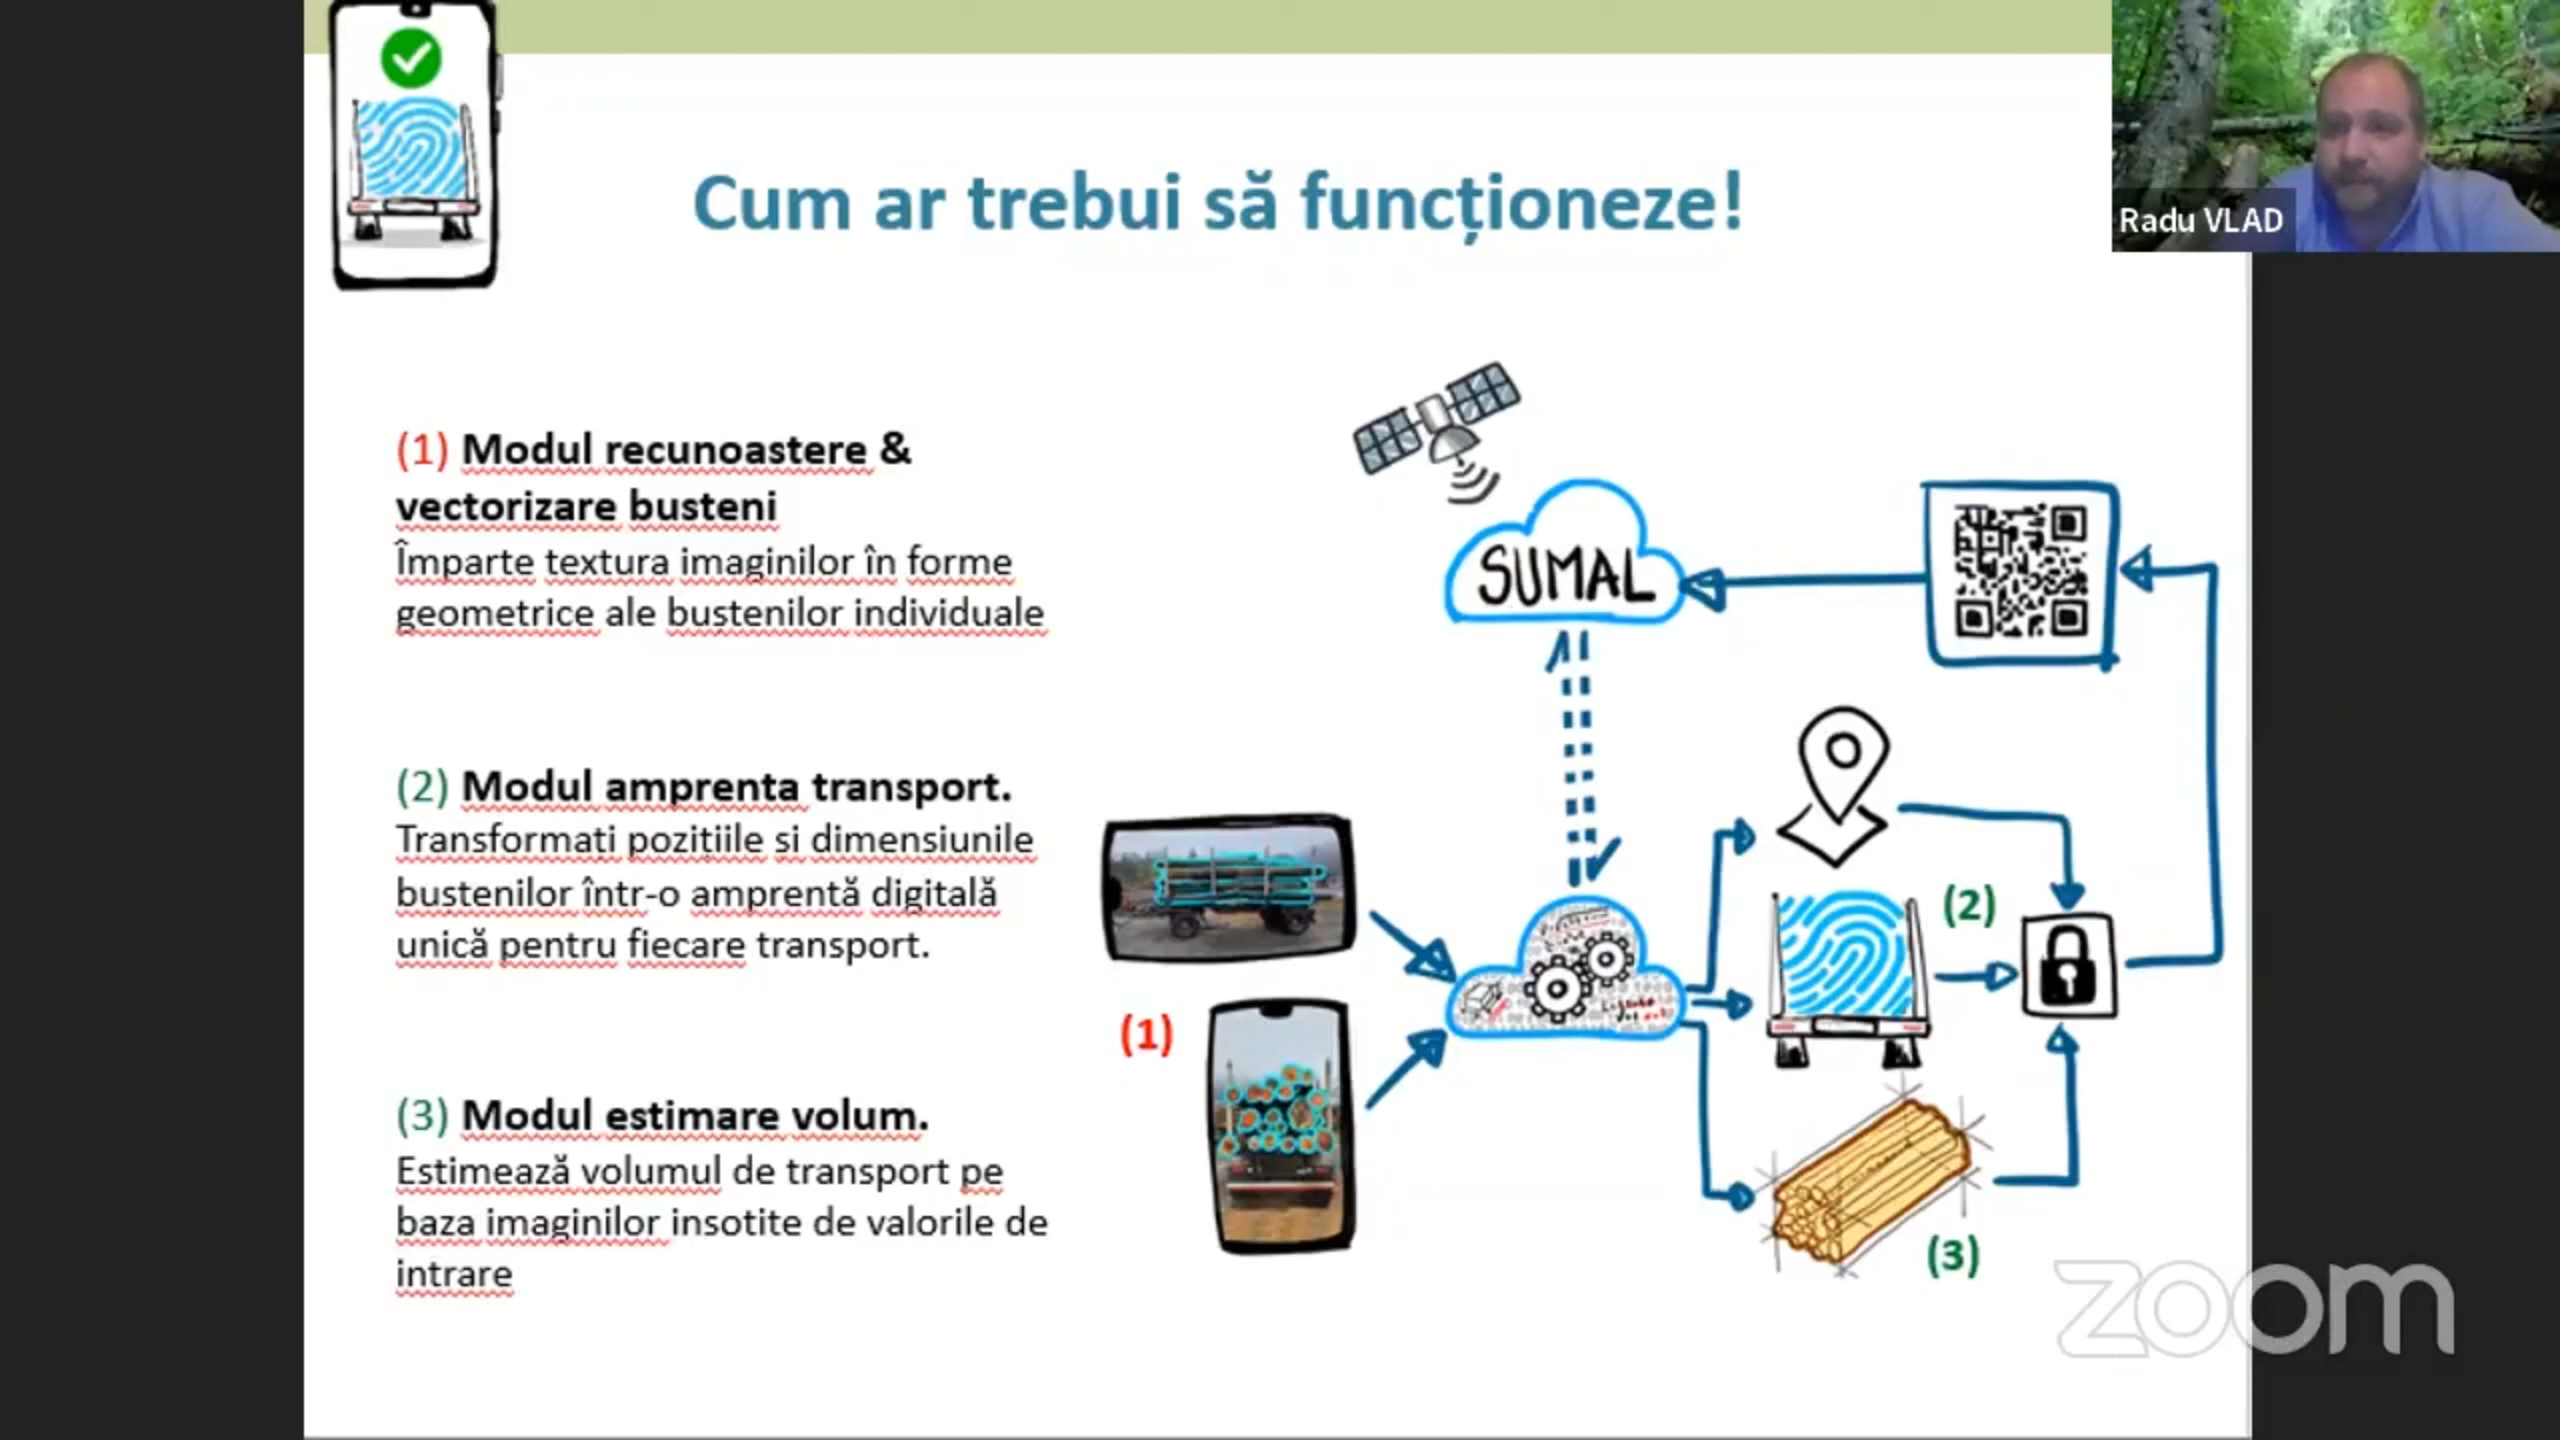 Radu VLAD
Cum ar trebui să funcționeze!
(1) Modul recunoastere &
vectorizare busteni
Împarte textura imaginilor în forme
geometrice ale bustenilor individuale
(2) Modul amprenta transport.
Transformați pozițiile si dimensiunile
bustenilor într-o amprentă digitală
unică pentru fiecare transport.
(3) Modul estimare volum.
Estimează volumul de transport pe
baza imaginilor insotite de valorile de
intrare
SUMAL
(2)
(1)
(3)
zoom